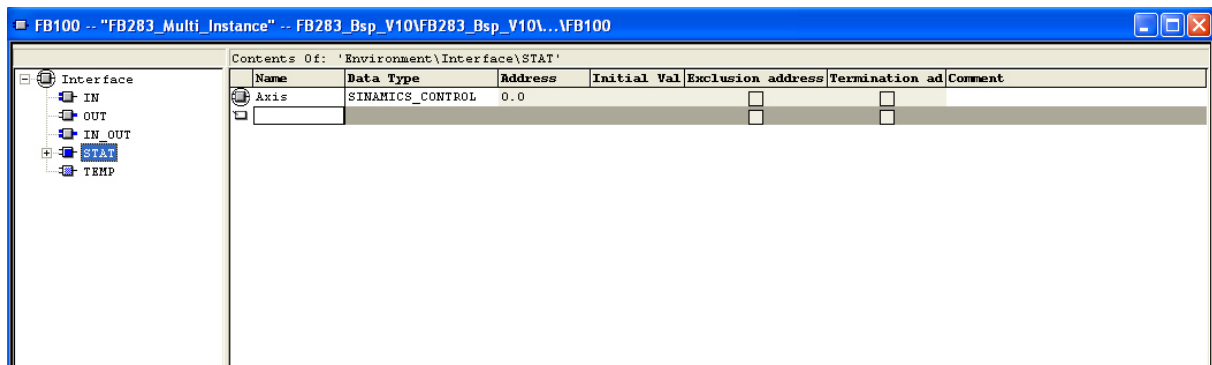 FB100 -- "FB283_Multi_Instance" -- FB283_Bsp_V10\FB283_Bsp_V10\...\FB100
Contents Of: 'Environment\Interface\STAT'
Interface
IN
OUT
IN_OUT
STAT
TEMP
Name Data Type Address Initial Val Exclusion address Termination ad Comment
Axis SINAMICS_CONTROL 0.0